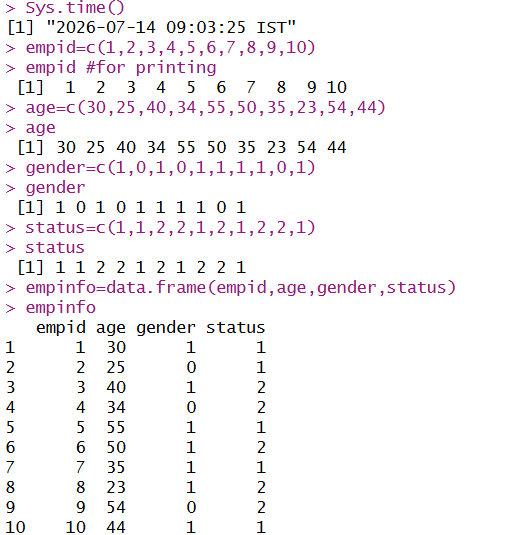 > Sys.time()
[1] "2026-07-14 09:03:25 IST"
> empid=c(1,2,3,4,5,6,7,8,9,10)
> empid #for printing
 [1]  1  2  3  4  5  6  7  8  9 10
> age=c(30,25,40,34,55,50,35,23,54,44)
> age
 [1] 30 25 40 34 55 50 35 23 54 44
> gender=c(1,0,1,0,1,1,1,1,0,1)
> gender
 [1] 1 0 1 0 1 1 1 1 0 1
> status=c(1,1,2,2,1,2,1,2,2,1)
> status
 [1] 1 1 2 2 1 2 1 2 2 1
> empinfo=data.frame(empid,age,gender,status)
> empinfo
   empid age gender status
1      1  30      1      1
2      2  25      0      1
3      3  40      1      2
4      4  34      0      2
5      5  55      1      1
6      6  50      1      2
7      7  35      1      1
8      8  23      1      2
9      9  54      0      2
10    10  44      1      1